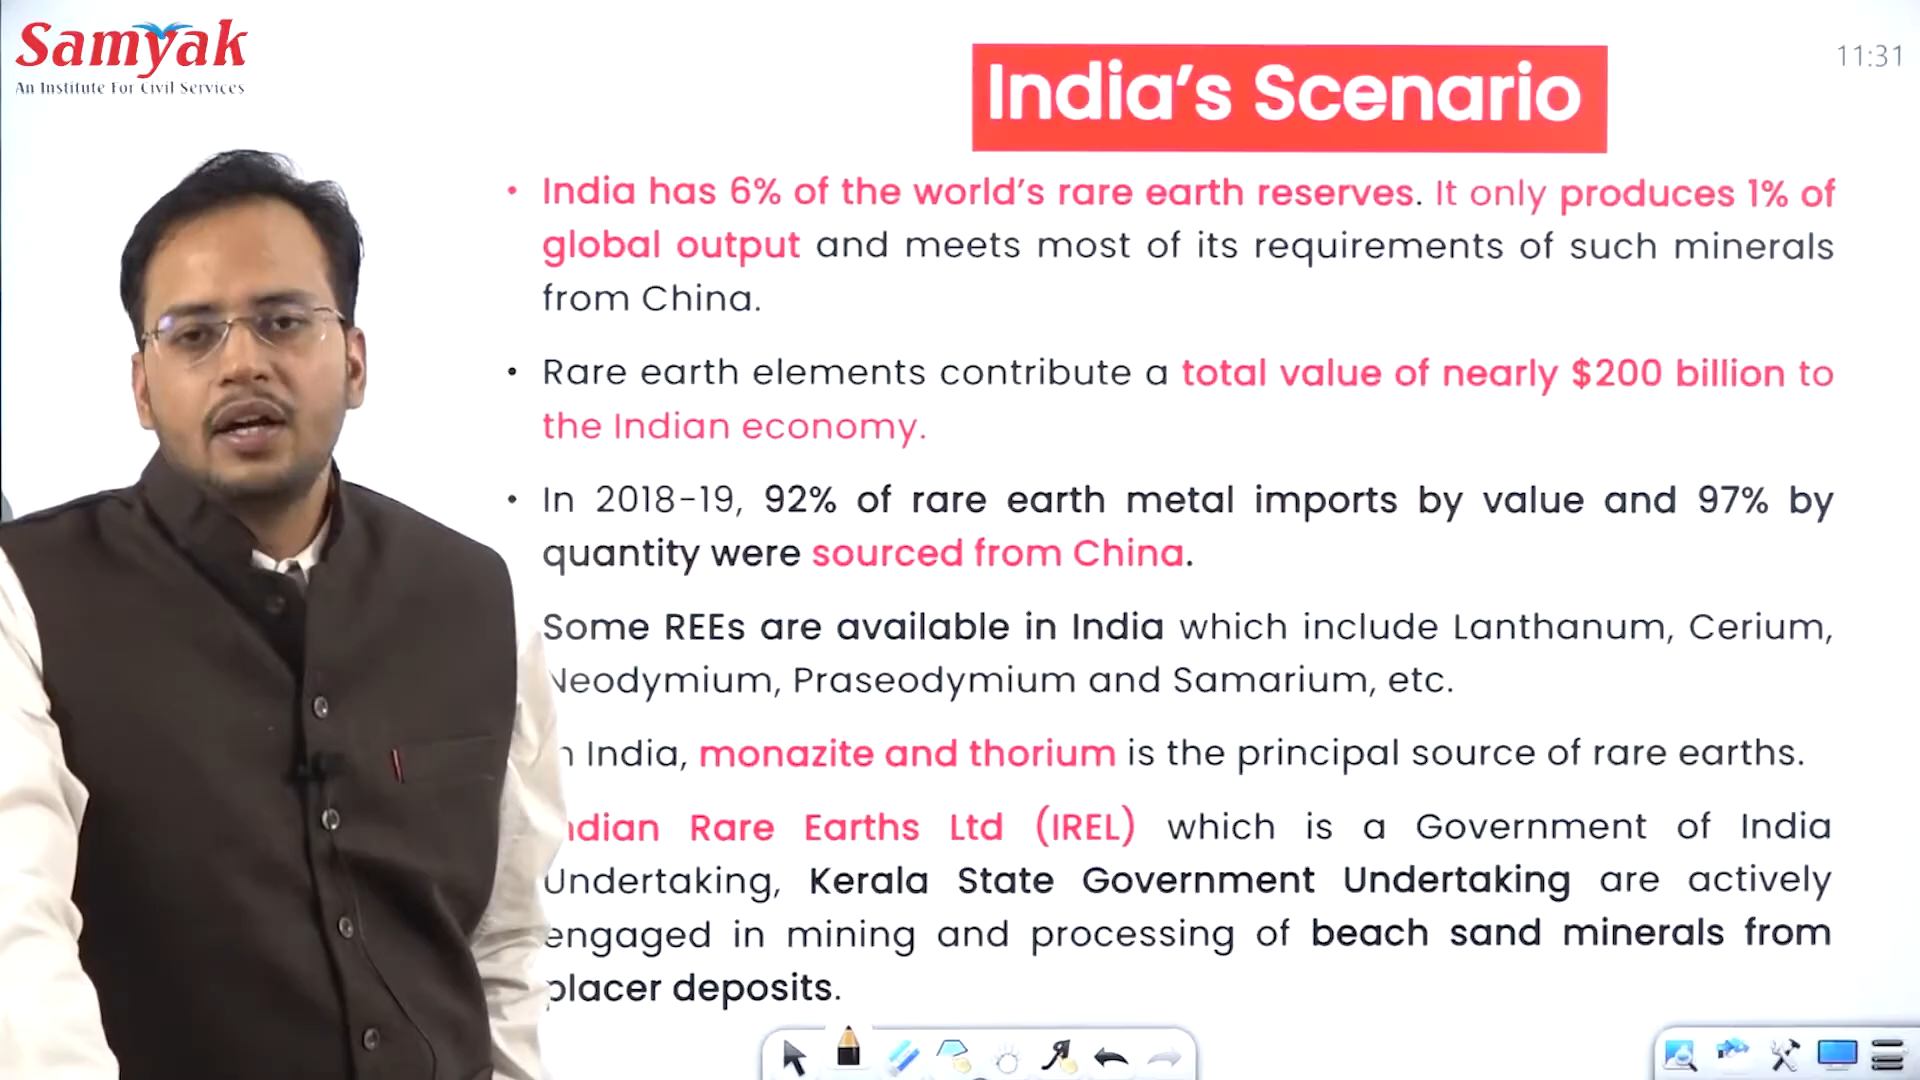 Samyak
An Institute For Civil Services
11:31
India's Scenario
• India has 6% of the world's rare earth reserves. It only produces 1% of
global output and meets most of its requirements of such minerals
from China.
• Rare earth elements contribute a total value of nearly $200 billion to
the Indian economy.
• In 2018-19, 92% of rare earth metal imports by value and 97% by
quantity were sourced from China.
Some REEs are available in India which include Lanthanum, Cerium,
Neodymium, Praseodymium and Samarium, etc.
n India, monazite and thorium is the principal source of rare earths.
ndian Rare Earths Ltd (IREL) which is a Government of India
Undertaking, Kerala State Government Undertaking are actively
engaged in mining and processing of beach sand minerals from
placer deposits.